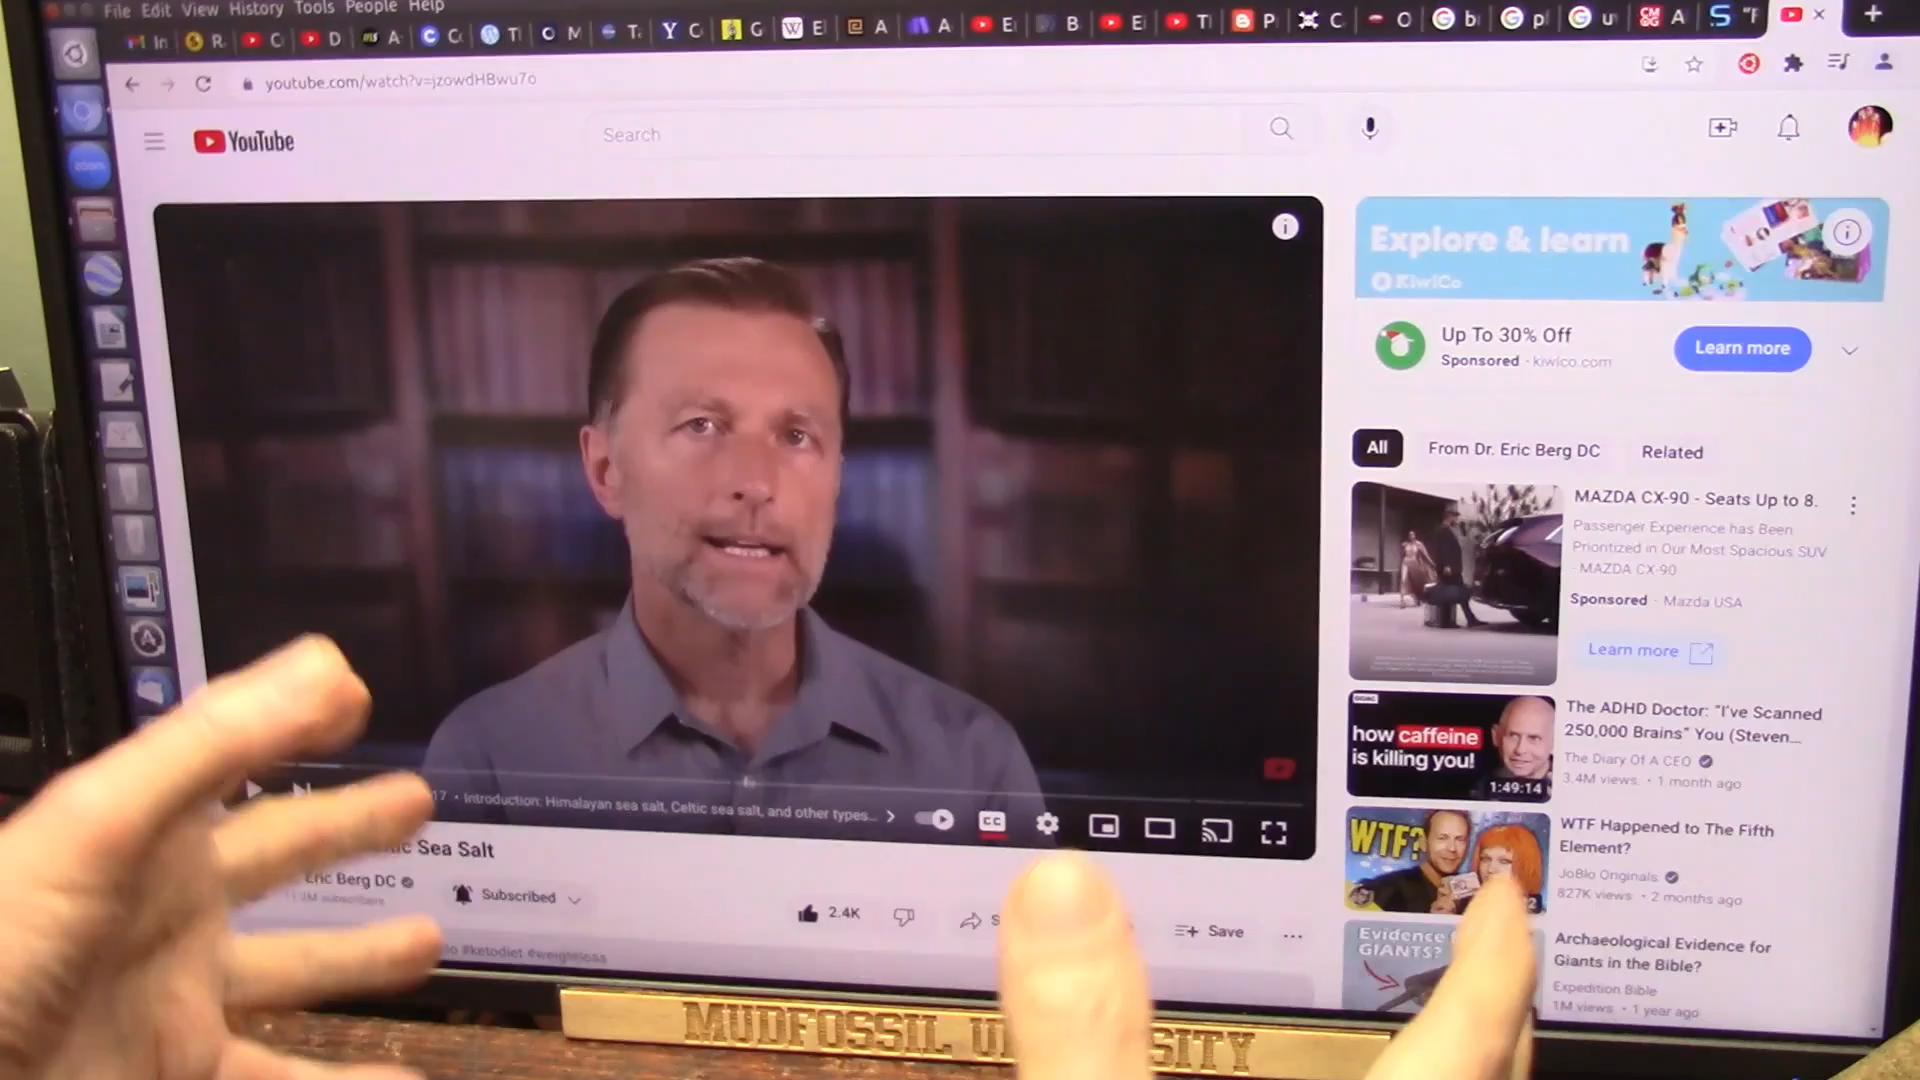 File Edit View History Tools People Help
youtube.com/watch?v=jzowdHBwu7o
YouTube
Search
zoom
Explore & learn
KiwiCo
Up To 30% Off
Sponsored · kiwico.com
Learn more
All
From Dr. Eric Berg DC
Related
MAZDA CX-90 - Seats Up to 8.
Passenger Experience has Been
Prioritized in Our Most Spacious SUV
- MAZDA CX-90
Sponsored · Mazda USA
Learn more
how caffeine
is killing you!
1:49:14
The ADHD Doctor: "I've Scanned
250,000 Brains" You (Steven...
The Diary Of A CEO
3.4M views · 1 month ago
WTF?
WTF Happened to The Fifth
Element?
JoBlo Originals
827K views · 2 months ago
Evidence
GIANTS?
Archaeological Evidence for
Giants in the Bible?
Expedition Bible
1M views · 1 year ago
17 · Introduction: Himalayan sea salt, Celtic sea salt, and other types...
CC
Sea Salt
Eric Berg DC
subscribers
Subscribed
2.4K
Save
#ketodiet #weightloss
MUDFOSSIL U SITY